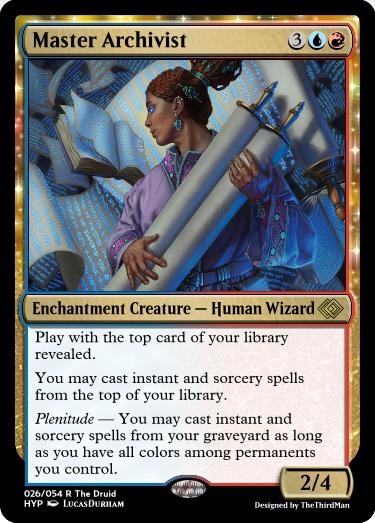 Master Archivist 3
Enchantment Creature — Human Wizard
Play with the top card of your library
revealed.
You may cast instant and sorcery spells
from the top of your library.
Plenitude — You may cast instant and
sorcery spells from your graveyard as long
as you have all colors among permanents
you control.
2/4
026/054 R The Druid
HYP LucasDurham
Designed by TheThirdMan